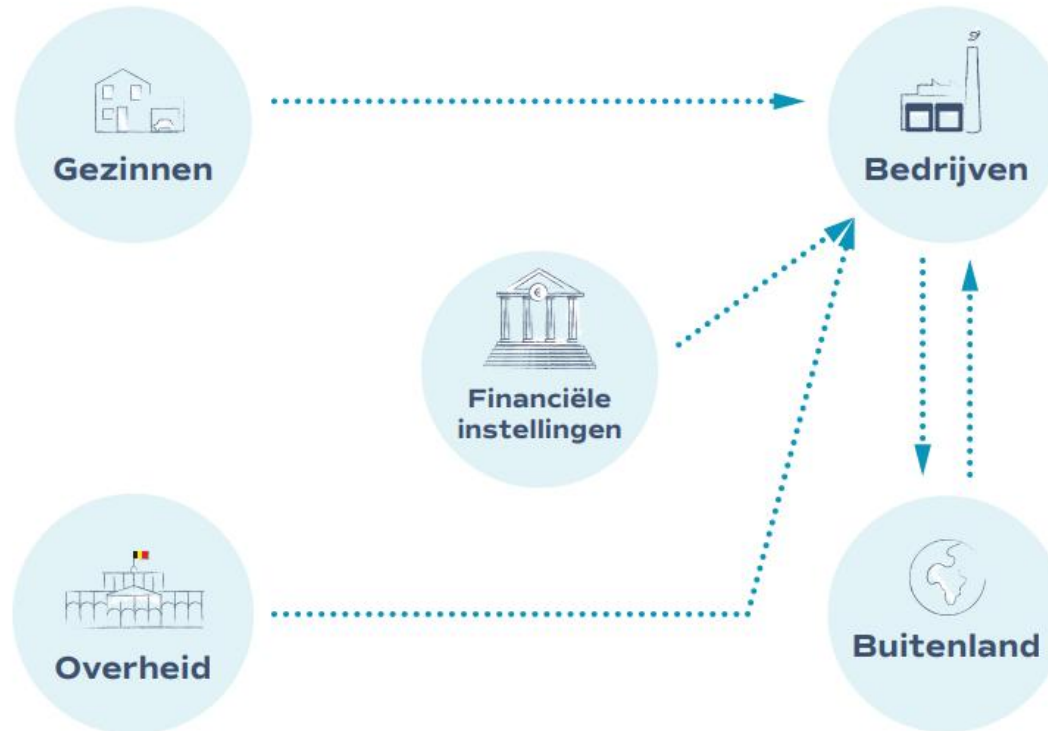 Gezinnen
Bedrijven
€
Financiële
instellingen
Overheid
Buitenland